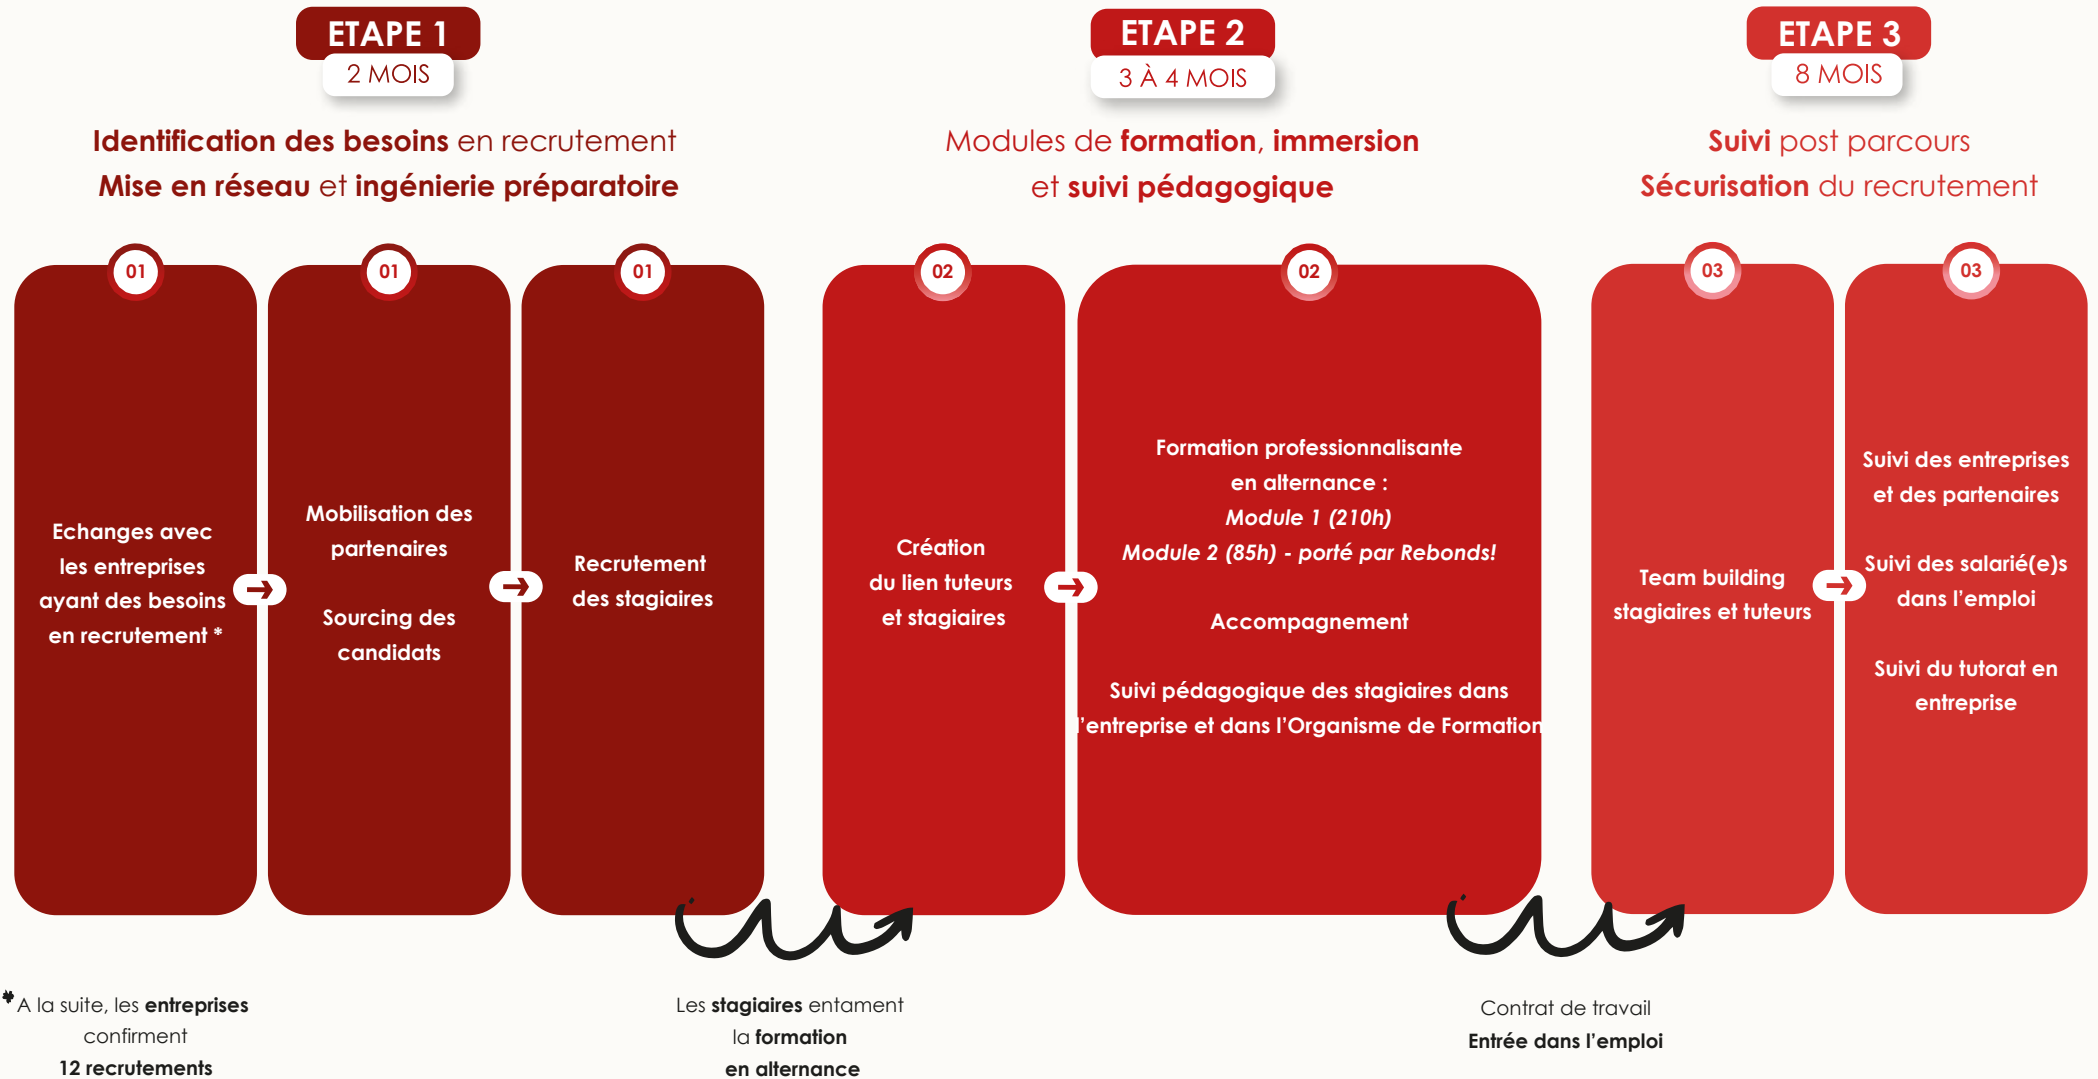 ETAPE 1
2 MOIS
Identification des besoins en recrutement
Mise en réseau et ingénierie préparatoire
01
Echanges avec
les entreprises
ayant des besoins
en recrutement *
01
Mobilisation des
partenaires
Sourcing des
candidats
01
Recrutement
des stagiaires
ETAPE 2
3 À 4 MOIS
Modules de formation, immersion
et suivi pédagogique
02
Création
du lien tuteurs
et stagiaires
02
Formation professionnalisante
en alternance :
Module 1 (210h)
Module 2 (85h) - porté par Rebonds!
Accompagnement
Suivi pédagogique des stagiaires dans
l'entreprise et dans l'Organisme de Formation
ETAPE 3
8 MOIS
Suivi post parcours
Sécurisation du recrutement
03
Team building
stagiaires et tuteurs
03
Suivi des entreprises
et des partenaires
Suivi des salarié(e)s
dans l'emploi
Suivi du tutorat en
entreprise
* A la suite, les entreprises
confirment
12 recrutements
Les stagiaires entament
la formation
en alternance
Contrat de travail
Entrée dans l'emploi